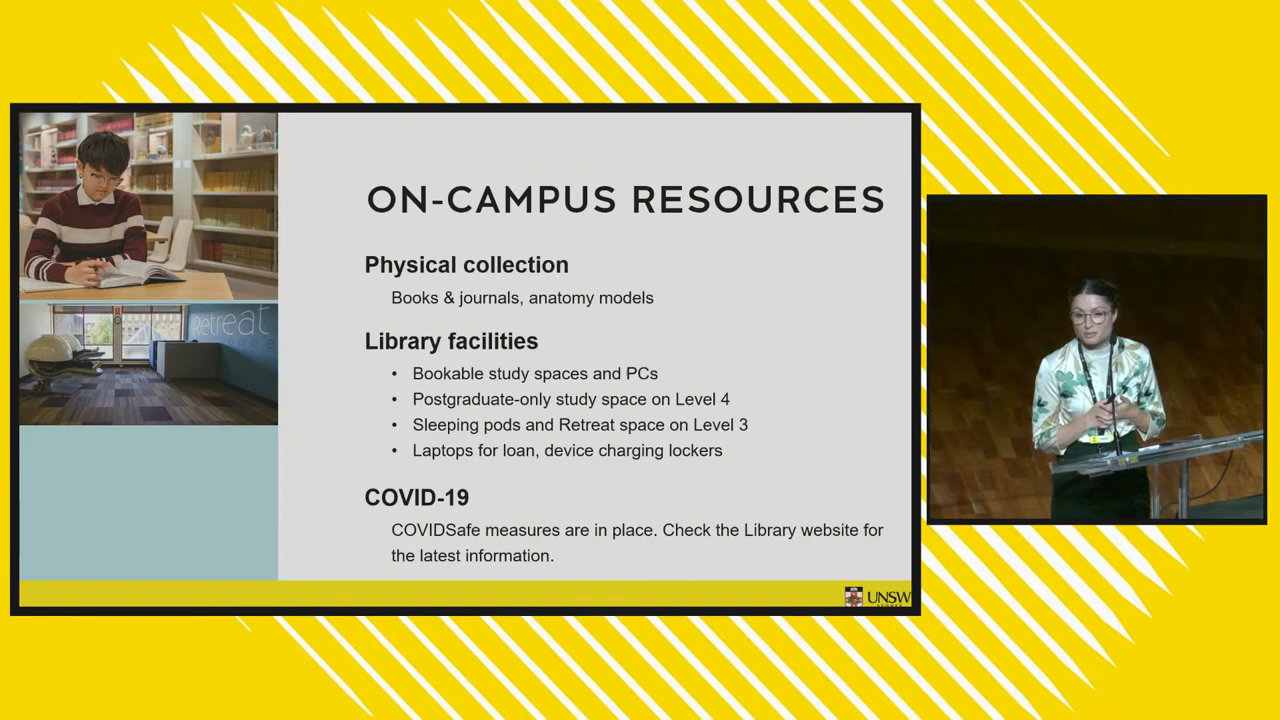 ON-CAMPUS RESOURCES
Physical collection
Books & journals, anatomy models
Library facilities
• Bookable study spaces and PCs
• Postgraduate-only study space on Level 4
• Sleeping pods and Retreat space on Level 3
• Laptops for loan, device charging lockers
COVID-19
COVIDSafe measures are in place. Check the Library website for
the latest information.
Retreat
UNSW